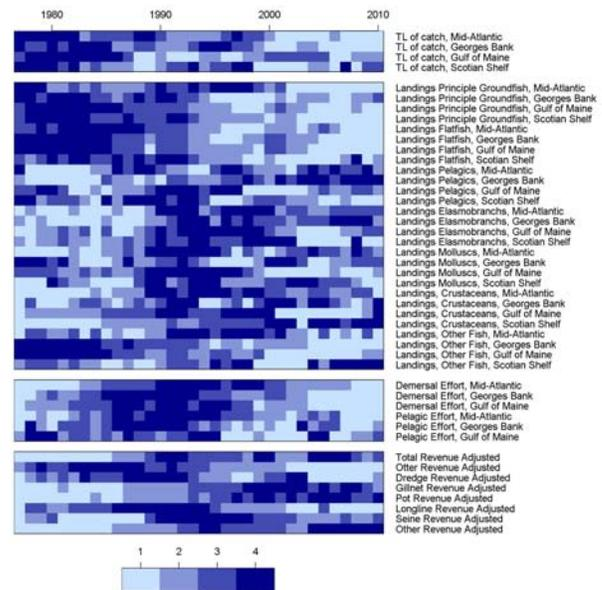 1980 1990 2000 2010
TL of catch, Mid-Atlantic
TL of catch, Georges Bank
TL of catch, Gulf of Maine
TL of catch, Scotian Shelf
Landings Principle Groundfish, Mid-Atlantic
Landings Principle Groundfish, Georges Bank
Landings Principle Groundfish, Gulf of Maine
Landings Principle Groundfish, Scotian Shelf
Landings Flatfish, Mid-Atlantic
Landings Flatfish, Georges Bank
Landings Flatfish, Gulf of Maine
Landings Flatfish, Scotian Shelf
Landings Pelagics, Mid-Atlantic
Landings Pelagics, Georges Bank
Landings Pelagics, Gulf of Maine
Landings Pelagics, Scotian Shelf
Landings Elasmobranchs, Mid-Atlantic
Landings Elasmobranchs, Georges Bank
Landings Elasmobranchs, Gulf of Maine
Landings Elasmobranchs, Scotian Shelf
Landings Molluscs, Mid-Atlantic
Landings Molluscs, Georges Bank
Landings Molluscs, Gulf of Maine
Landings Molluscs, Scotian Shelf
Landings, Crustaceans, Mid-Atlantic
Landings, Crustaceans, Georges Bank
Landings, Crustaceans, Gulf of Maine
Landings, Crustaceans, Scotian Shelf
Landings, Other Fish, Mid-Atlantic
Landings, Other Fish, Georges Bank
Landings, Other Fish, Gulf of Maine
Landings, Other Fish, Scotian Shelf
Demersal Effort, Mid-Atlantic
Demersal Effort, Georges Bank
Demersal Effort, Gulf of Maine
Pelagic Effort, Mid-Atlantic
Pelagic Effort, Georges Bank
Pelagic Effort, Gulf of Maine
Total Revenue Adjusted
Otter Revenue Adjusted
Dredge Revenue Adjusted
Gillnet Revenue Adjusted
Pot Revenue Adjusted
Longline Revenue Adjusted
Seine Revenue Adjusted
Other Revenue Adjusted
1 2 3 4